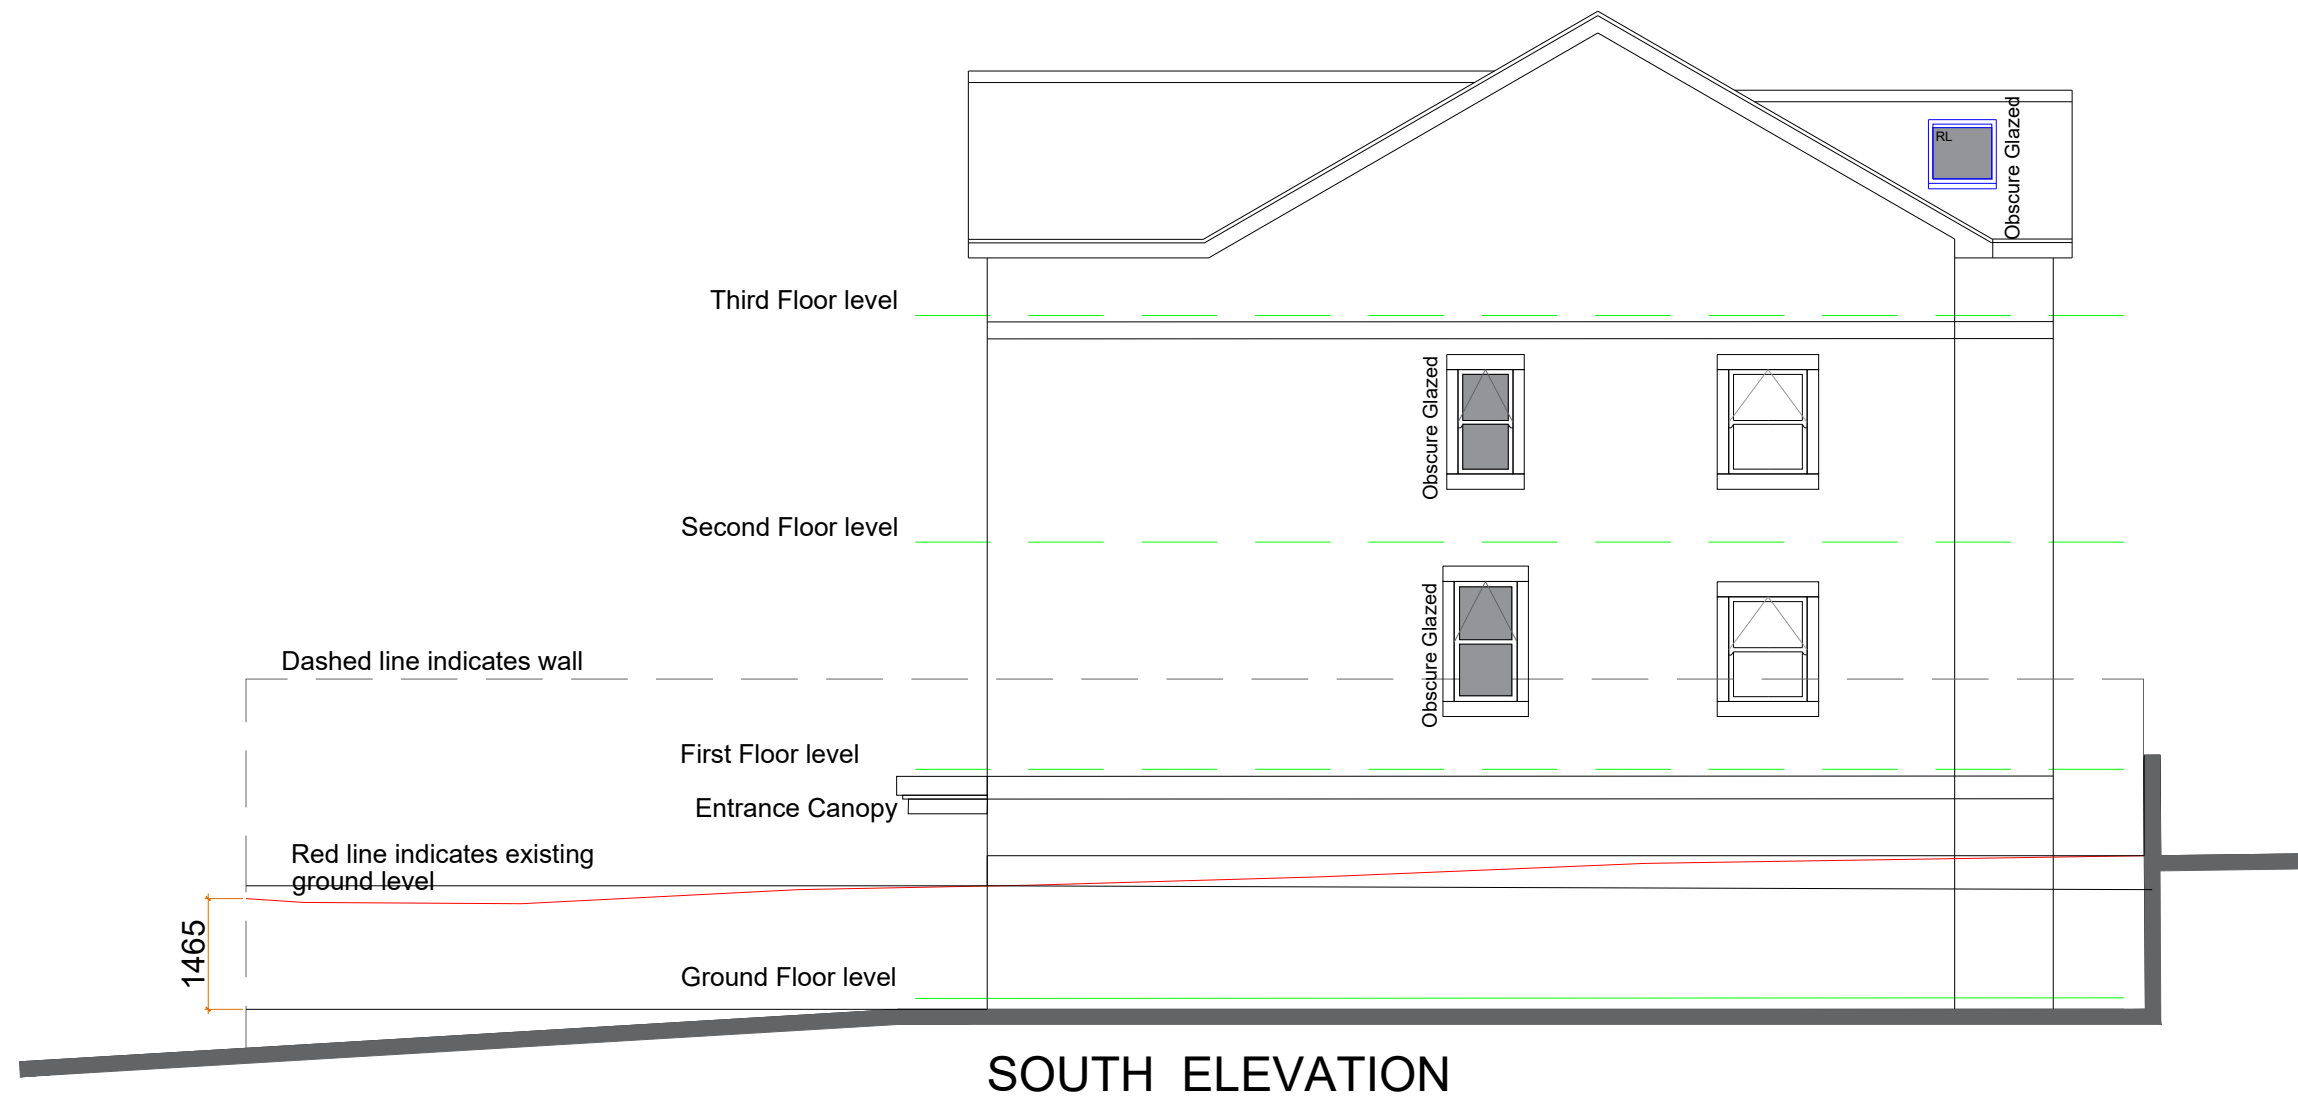 RL
Obscure Glazed
Third Floor level
Obscure Glazed
Second Floor level
Obscure Glazed
Dashed line indicates wall
First Floor level
Entrance Canopy
Red line indicates existing
ground level
1465
Ground Floor level
SOUTH ELEVATION